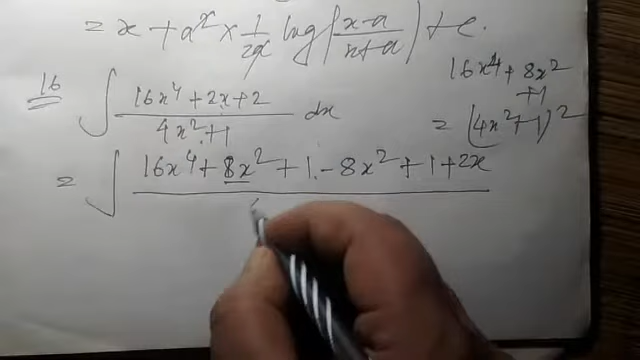 = x + a² × 1/2a log|(x-a)/(x+a)| + c.
16 ∫ (16x⁴ + 2x + 2)/(4x² + 1) dx
16x⁴ + 8x² + 1
= (4x² + 1)²
= ∫ 16x⁴ + 8x² + 1 - 8x² + 1 + 2x